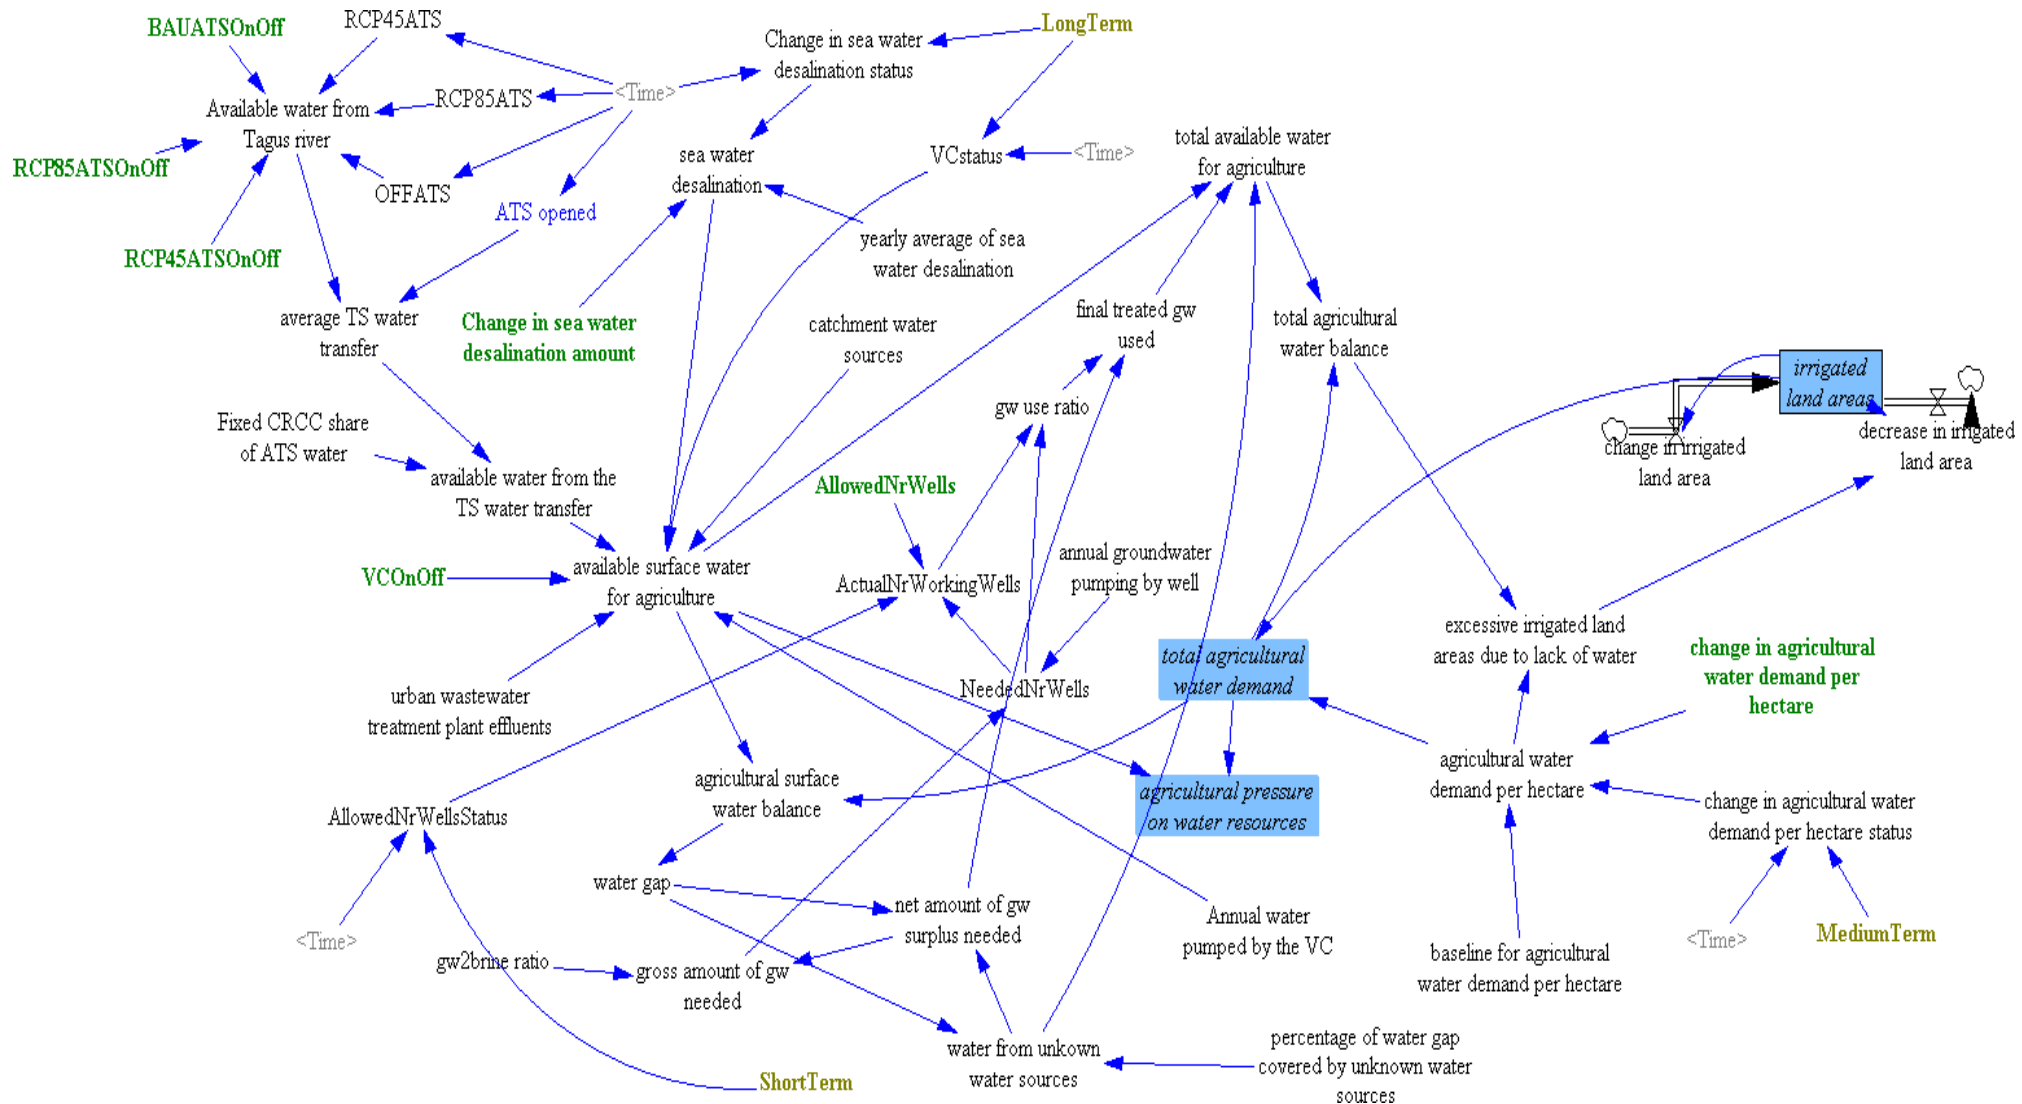 BAUATSOnOff
RCP45ATS
Change in sea water
desalination status
LongTerm
<Time>
RCP85ATS
Available water from
Tagus river
RCP85ATSOnOff
OFFATS
ATS opened
sea water
desalination
VCstatus
<Time>
total available water
for agriculture
RCP45ATSOnOff
yearly average of sea
water desalination
average TS water
transfer
Change in sea water
desalination amount
catchment water
sources
final treated gw
used
total agricultural
water balance
irrigated
land areas
gw use ratio
change in irrigated
land area
decrease in irrigated
land area
Fixed CRCC share
of ATS water
available water from the
TS water transfer
AllowedNrWells
VCOnOff
available surface water
for agriculture
ActualNrWorkingWells
annual groundwater
pumping by well
excessive irrigated land
areas due to lack of water
change in agricultural
water demand per
hectare
total agricultural
water demand
NeededNrWells
urban wastewater
treatment plant effluents
agricultural surface
water balance
agricultural pressure
on water resources
agricultural water
demand per hectare
change in agricultural water
demand per hectare status
AllowedNrWellsStatus
water gap
net amount of gw
surplus needed
Annual water
pumped by the VC
<Time>
<Time>
MediumTerm
gw2brine ratio
gross amount of gw
needed
baseline for agricultural
water demand per hectare
water from unkown
water sources
percentage of water gap
covered by unknown water
sources
ShortTerm